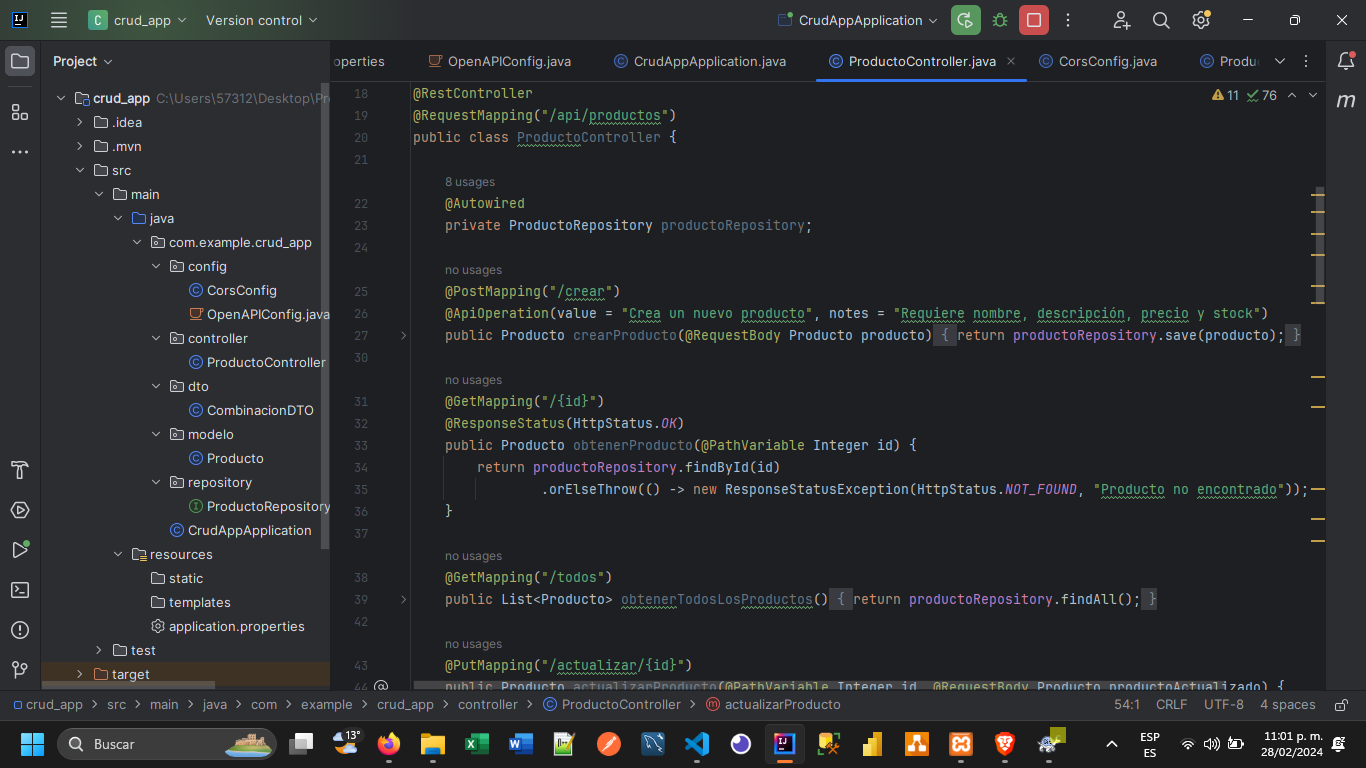 crud_app
Version control
CrudAppApplication
Project
operties
OpenAPIConfig.java
CrudAppApplication.java
ProductoController.java
CorsConfig.java
Produ
crud_app C:\Users\57312\Desktop\Pr
.idea
.mvn
src
main
java
com.example.crud_app
config
CorsConfig
OpenAPIConfig.java
controller
ProductoController
dto
CombinacionDTO
modelo
Producto
repository
ProductoRepository
CrudAppApplication
resources
static
templates
application.properties
test
target
11 76
18 @RestController
19 @RequestMapping("/api/productos")
20 public class ProductoController {
21
8 usages
22 @Autowired
23 private ProductoRepository productoRepository;
24
no usages
25 @PostMapping("/crear")
26 @ApiOperation(value = "Crea un nuevo producto", notes = "Requiere nombre, descripción, precio y stock")
27 public Producto crearProducto(@RequestBody Producto producto) { return productoRepository.save(producto); }
30
no usages
31 @GetMapping("/{id}")
32 @ResponseStatus(HttpStatus.OK)
33 public Producto obtenerProducto(@PathVariable Integer id) {
34 return productoRepository.findById(id)
35 .orElseThrow(() -> new ResponseStatusException(HttpStatus.NOT_FOUND, "Producto no encontrado"));
36 }
37
no usages
38 @GetMapping("/todos")
39 public List<Producto> obtenerTodosLosProductos() { return productoRepository.findAll(); }
42
no usages
43 @PutMapping("/actualizar/{id}")
44 public Producto actualizarProducto(@PathVariable Integer id, @RequestBody Producto productoActualizado) {
crud_app > src > main > java > com > example > crud_app > controller > ProductoController > actualizarProducto
54:1 CRLF UTF-8 4 spaces
Buscar
13°
ESP
ES
11:01 p. m.
28/02/2024